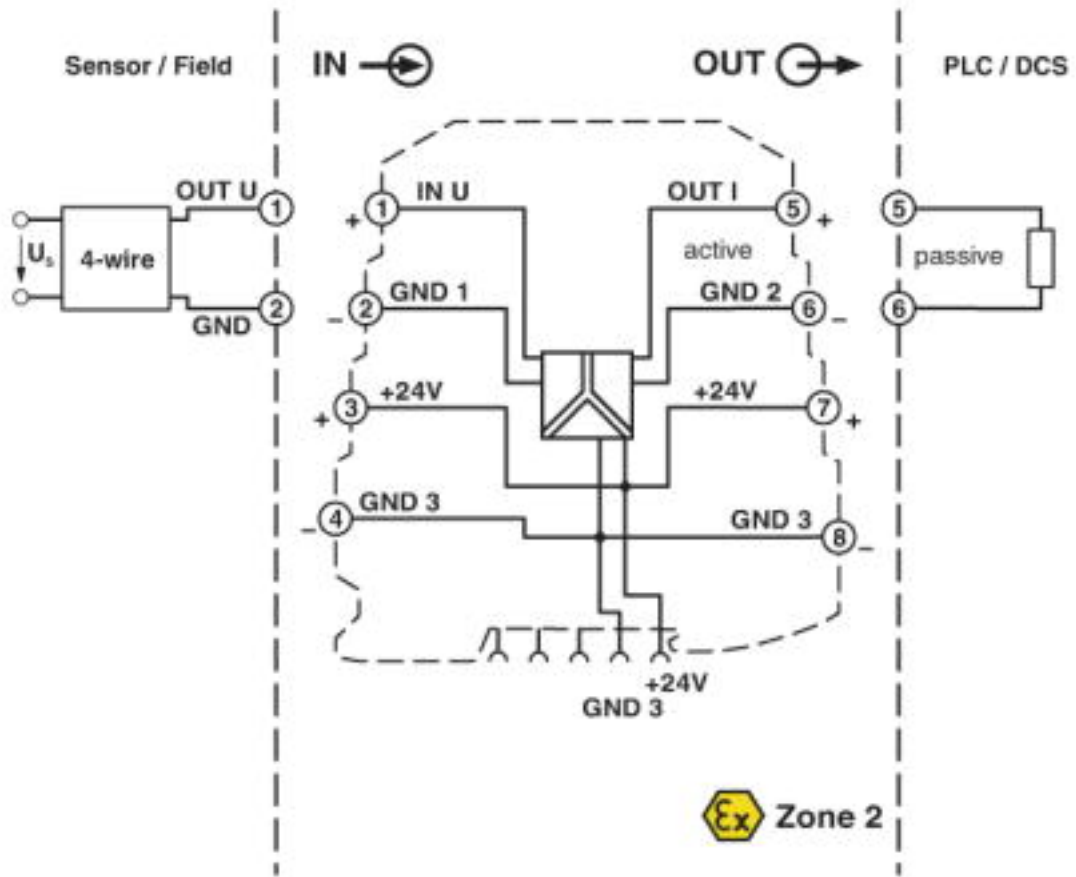 Sensor / Field
IN
OUT
PLC / DCS
OUT U
1
1
IN U
OUT I
5
5
+
+
Us
4-wire
active
passive
GND
2
2
GND 1
GND 2
6
6
–
–
3
+24V
+24V
7
+
+
4
GND 3
GND 3
8
–
–
+24V
GND 3
Ex
Zone 2